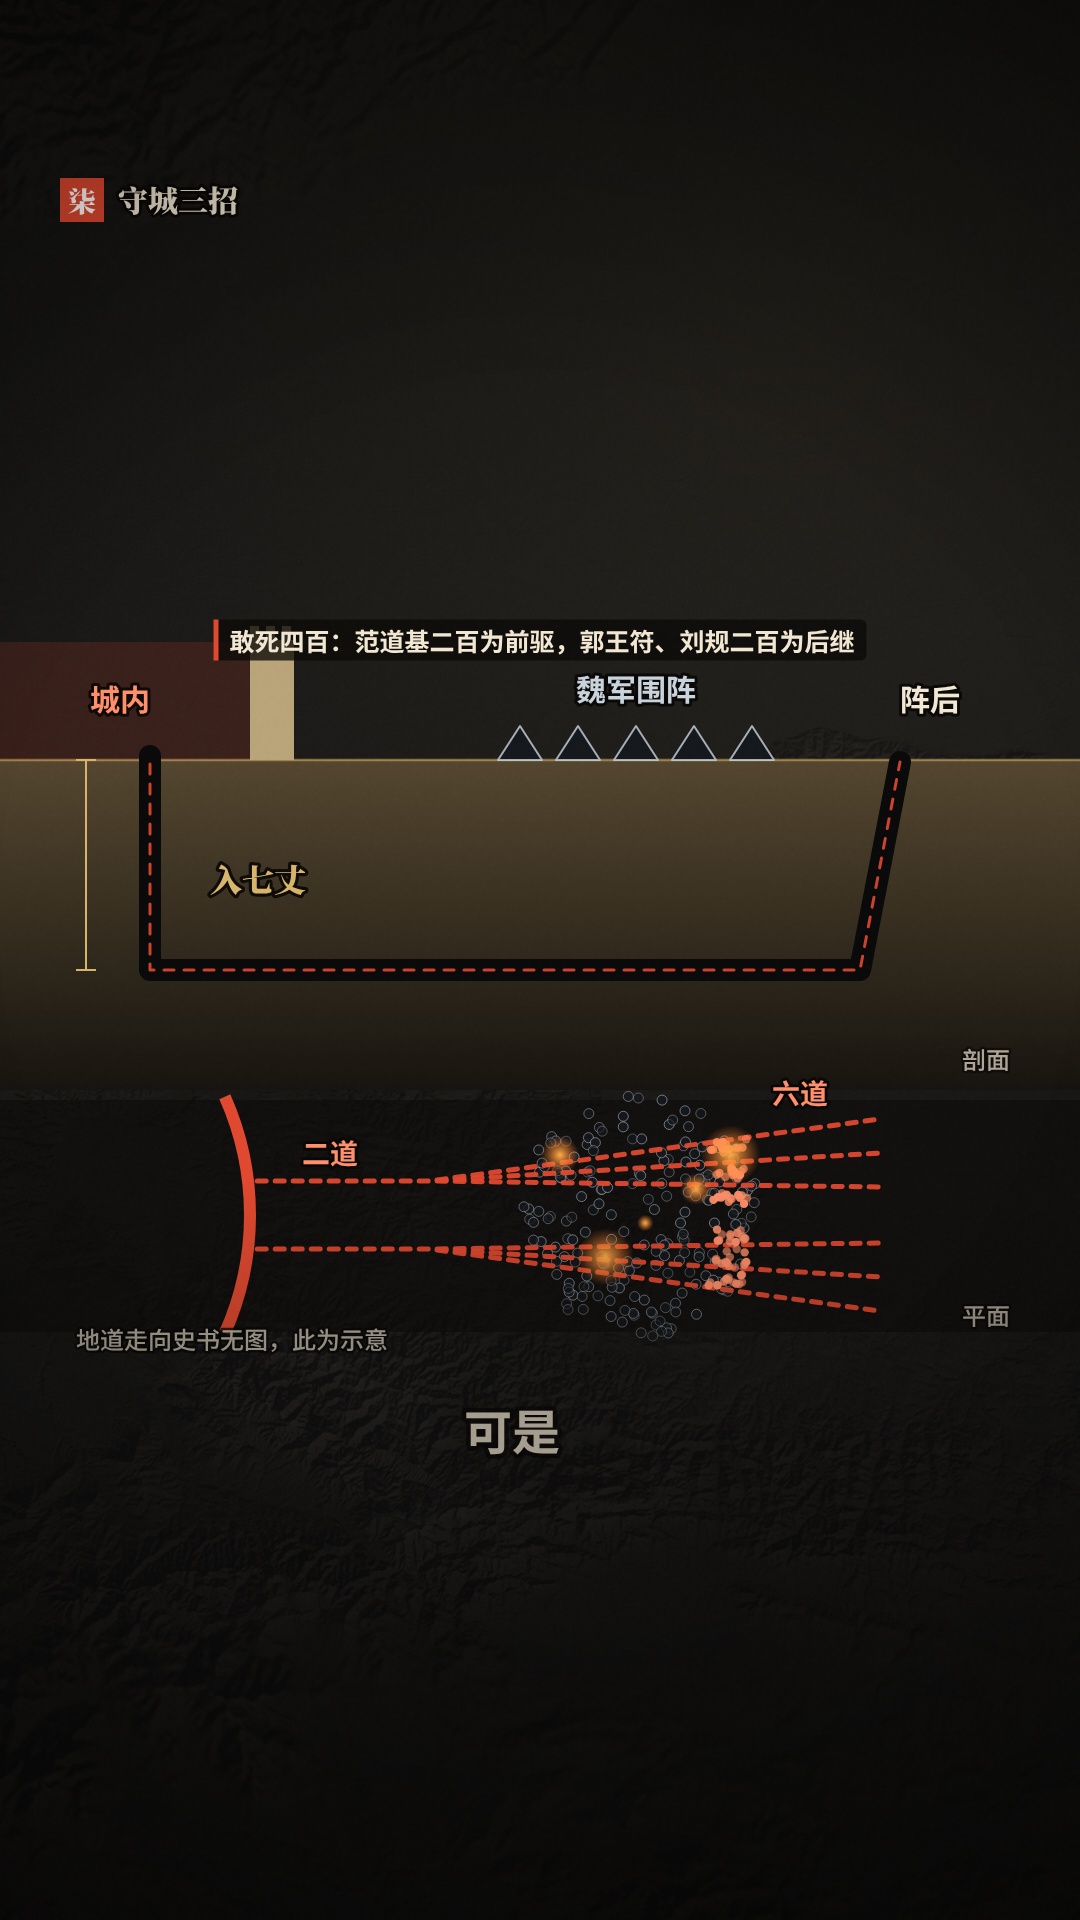 柒 守城三招
敢死四百：范道基二百为前驱，郭王符、刘规二百为后继
城内
魏军围阵
阵后
入七丈
剖面
六道
二道
平面
地道走向史书无图，此为示意
可是